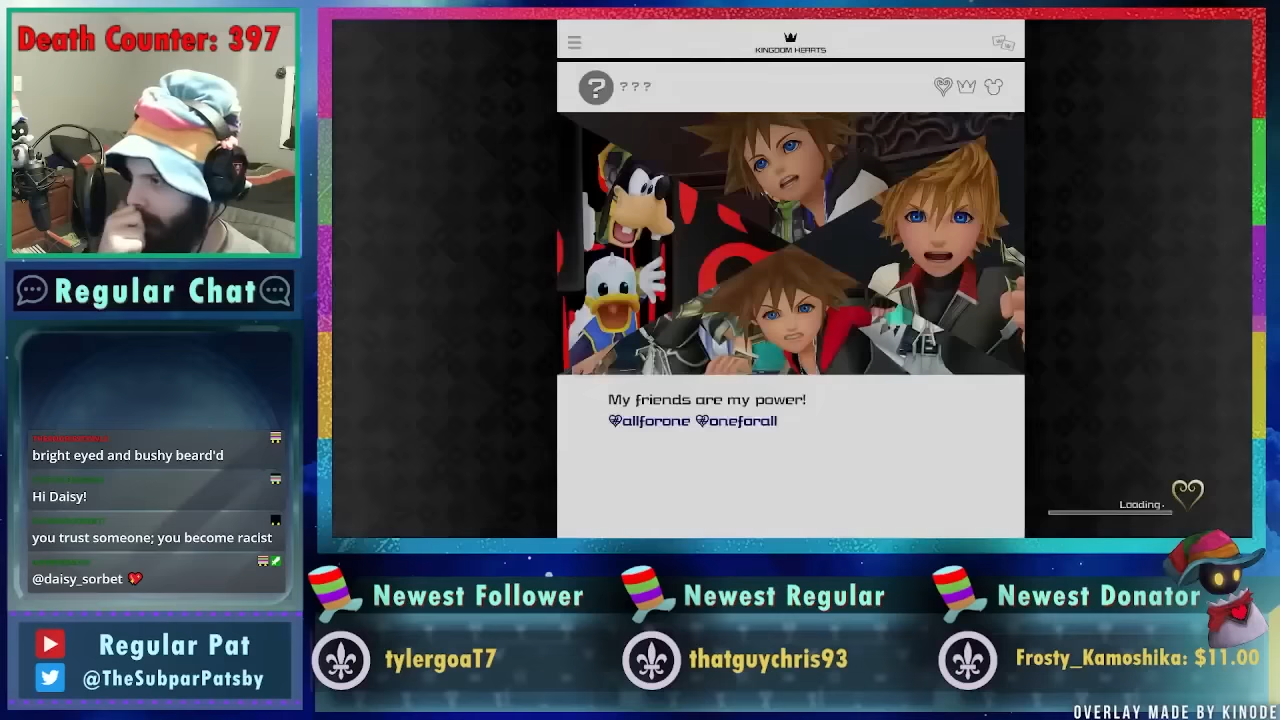 Death Counter: 397
KINGDOM HEARTS
? ? ? ?
My friends are my power!
allforone oneforall
Loading.
Regular Chat
bright eyed and bushy beard'd
Hi Daisy!
you trust someone; you become racist
@daisy_sorbet
Regular Pat
@TheSubparPatsby
Newest Follower
tylergoaT7
Newest Regular
thatguychris93
Newest Donator
Frosty_Kamoshika: $11.00
OVERLAY MADE BY KINODE